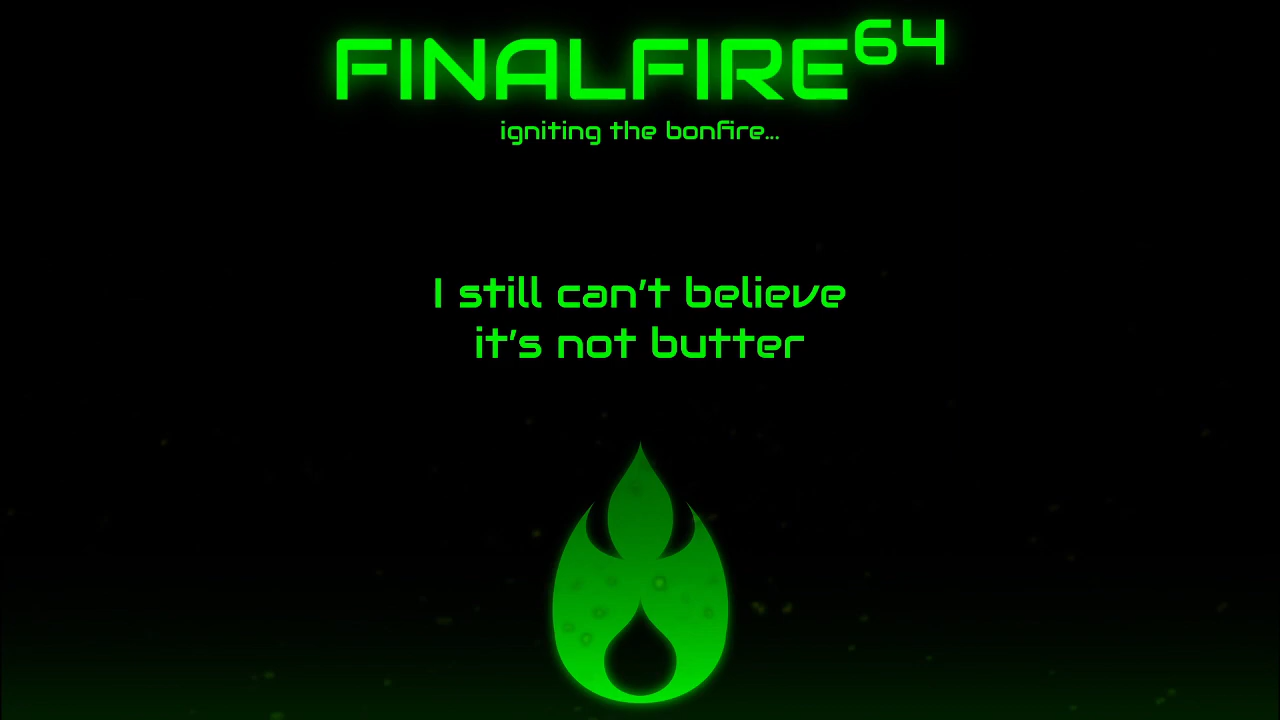 FINALFIRE64
igniting the bonfire...
I still can't believe
it's not butter